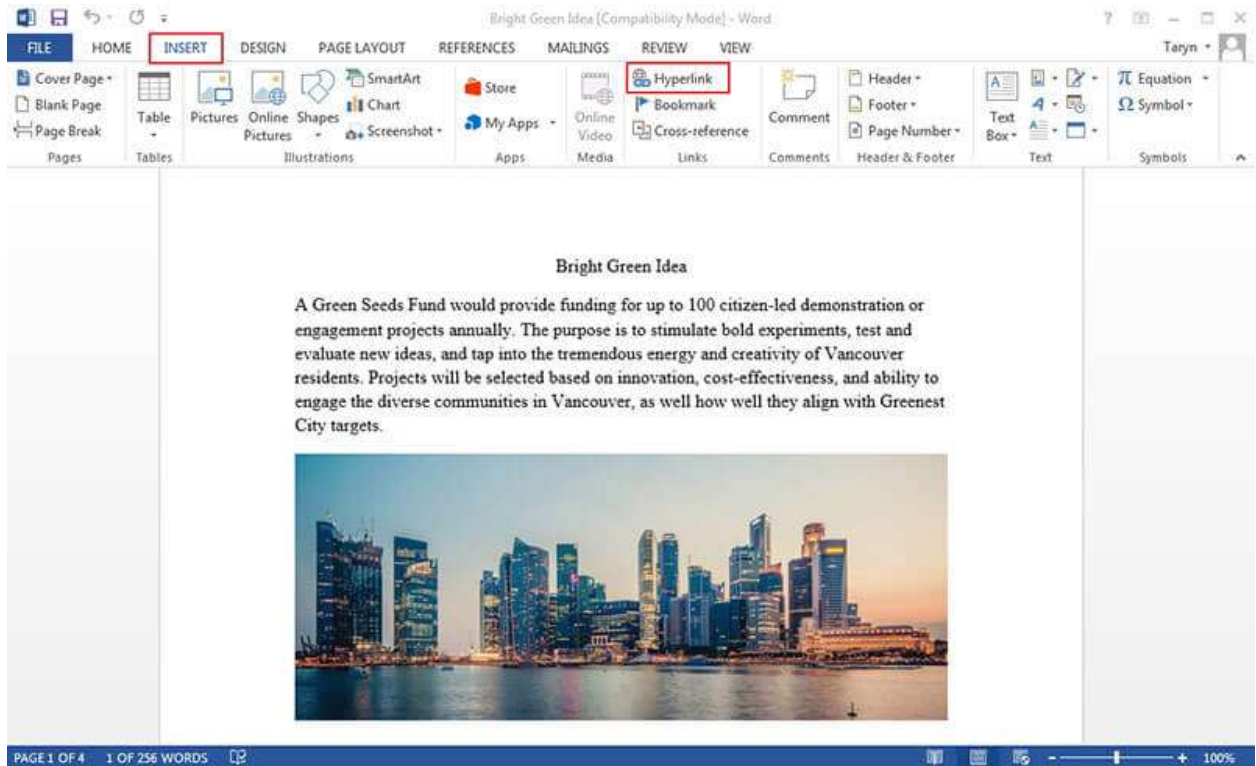 Bright Green Idea [Compatibility Mode] - Word
?
FILE HOME INSERT DESIGN PAGE LAYOUT REFERENCES MAILINGS REVIEW VIEW Taryn
Cover Page
Blank Page
Page Break
Pages
Table
Tables
Pictures
Online Pictures
Shapes
SmartArt
Chart
Screenshot
Illustrations
Store
My Apps
Apps
Online Video
Media
Hyperlink
Bookmark
Cross-reference
Links
Comment
Comments
Header
Footer
Page Number
Header & Footer
A
Text Box
A
A
Text
π Equation
Ω Symbol
Symbols
Bright Green Idea
A Green Seeds Fund would provide funding for up to 100 citizen-led demonstration or
engagement projects annually. The purpose is to stimulate bold experiments, test and
evaluate new ideas, and tap into the tremendous energy and creativity of Vancouver
residents. Projects will be selected based on innovation, cost-effectiveness, and ability to
engage the diverse communities in Vancouver, as well how well they align with Greenest
City targets.
PAGE 1 OF 4 1 OF 256 WORDS - + 100%